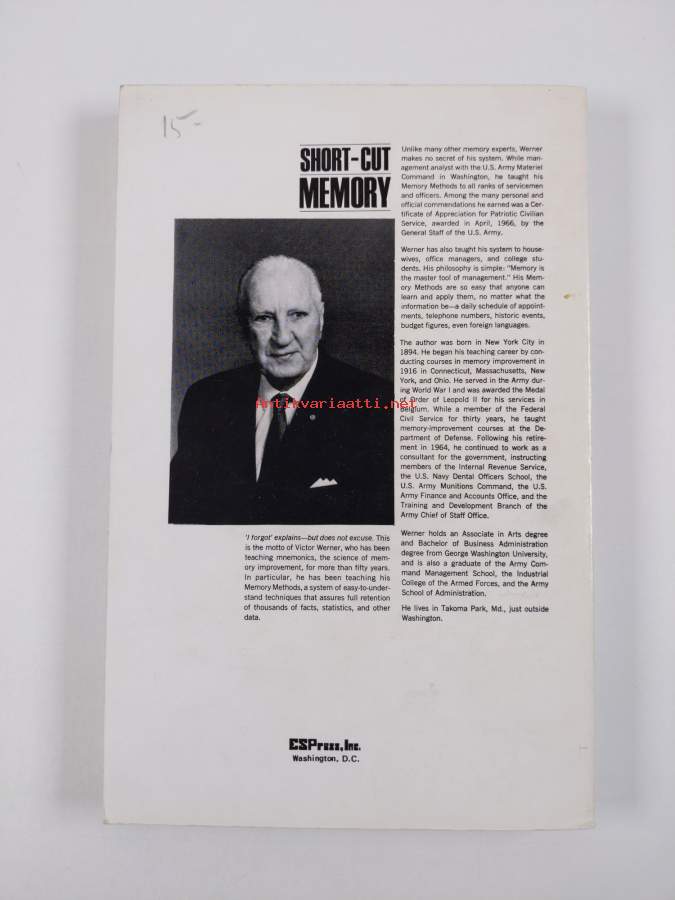 15-
SHORT-CUT
MEMORY
antikvariaatti.net
'I forgot' explains—but does not excuse. This
is the motto of Victor Werner, who has been
teaching mnemonics, the science of mem-
ory improvement, for more than fifty years.
In particular, he has been teaching his
Memory Methods, a system of easy-to-under-
stand techniques that assures full retention
of thousands of facts, statistics, and other
data.
Unlike many other memory experts, Werner
makes no secret of his system. While man-
agement analyst with the U.S. Army Materiel
Command in Washington, he taught his
Memory Methods to all ranks of servicemen
and officers. Among the many personal and
official commendations he earned was a Cer-
tificate of Appreciation for Patriotic Civilian
Service, awarded in April, 1966, by the
General Staff of the U.S. Army.
Werner has also taught his system to house-
wives, office managers, and college stu-
dents. His philosophy is simple: "Memory is
the master tool of management." His Mem-
ory Methods are so easy that anyone can
learn and apply them, no matter what the
information be—a daily schedule of appoint-
ments, telephone numbers, historic events,
budget figures, even foreign languages.
The author was born in New York City in
1894. He began his teaching career by con-
ducting courses in memory improvement in
1916 in Connecticut, Massachusetts, New
York, and Ohio. He served in the Army dur-
ing World War I and was awarded the Medal
of Order of Leopold II for his services in
Belgium. While a member of the Federal
Civil Service for thirty years, he taught
memory-improvement courses at the De-
partment of Defense. Following his retire-
ment in 1964, he continued to work as a
consultant for the government, instructing
members of the Internal Revenue Service,
the U.S. Navy Dental Officers School, the
U.S. Army Munitions Command, the U.S.
Army Finance and Accounts Office, and the
Training and Development Branch of the
Army Chief of Staff Office.
Werner holds an Associate in Arts degree
and Bachelor of Business Administration
degree from George Washington University,
and is also a graduate of the Army Com-
mand Management School, the Industrial
College of the Armed Forces, and the Army
School of Administration.
He lives in Takoma Park, Md., just outside
Washington.
ESPress, Inc.
Washington, D.C.